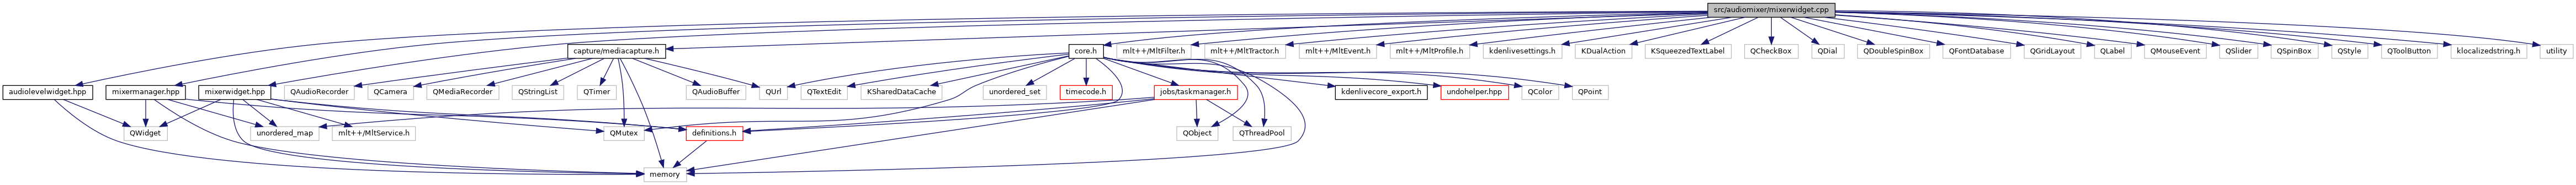 src/audiomixer/mixerwidget.cpp
capture/mediacapture.h
core.h
mlt++/MltFilter.h
mlt++/MltTractor.h
mlt++/MltEvent.h
mlt++/MltProfile.h
kdenlivesettings.h
KDualAction
KSqueezedTextLabel
QCheckBox
QDial
QDoubleSpinBox
QFontDatabase
QGridLayout
QLabel
QMouseEvent
QSlider
QSpinBox
QStyle
QToolButton
klocalizedstring.h
utility
audiolevelwidget.hpp
mixermanager.hpp
mixerwidget.hpp
QAudioRecorder
QCamera
QMediaRecorder
QStringList
QTimer
QAudioBuffer
QUrl
QTextEdit
KSharedDataCache
unordered_set
timecode.h
jobs/taskmanager.h
kdenlivecore_export.h
undohelper.hpp
QColor
QPoint
QWidget
unordered_map
mlt++/MltService.h
QMutex
definitions.h
QObject
QThreadPool
memory